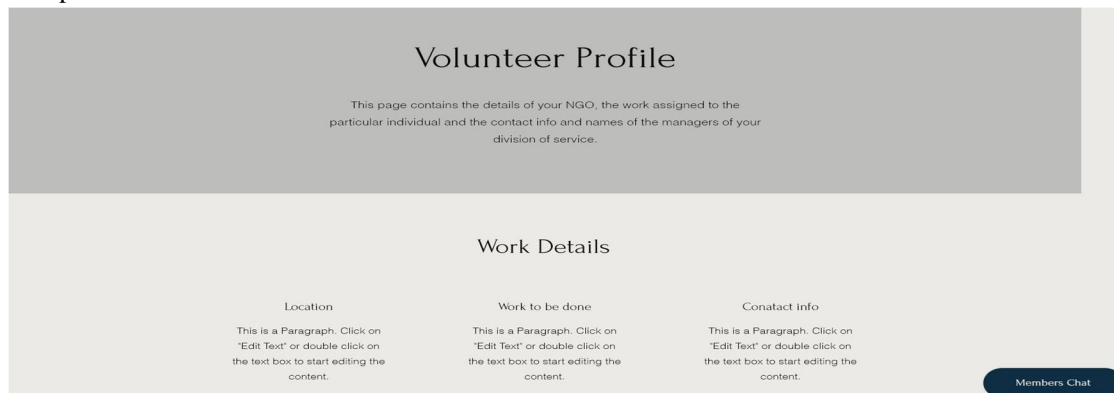 Volunteer Profile
This page contains the details of your NGO, the work assigned to the
particular individual and the contact info and names of the managers of your
division of service.
Work Details
Location
This is a Paragraph. Click on
"Edit Text" or double click on
the text box to start editing the
content.
Work to be done
This is a Paragraph. Click on
"Edit Text" or double click on
the text box to start editing the
content.
Conatact info
This is a Paragraph. Click on
"Edit Text" or double click on
the text box to start editing the
content.
Members Chat